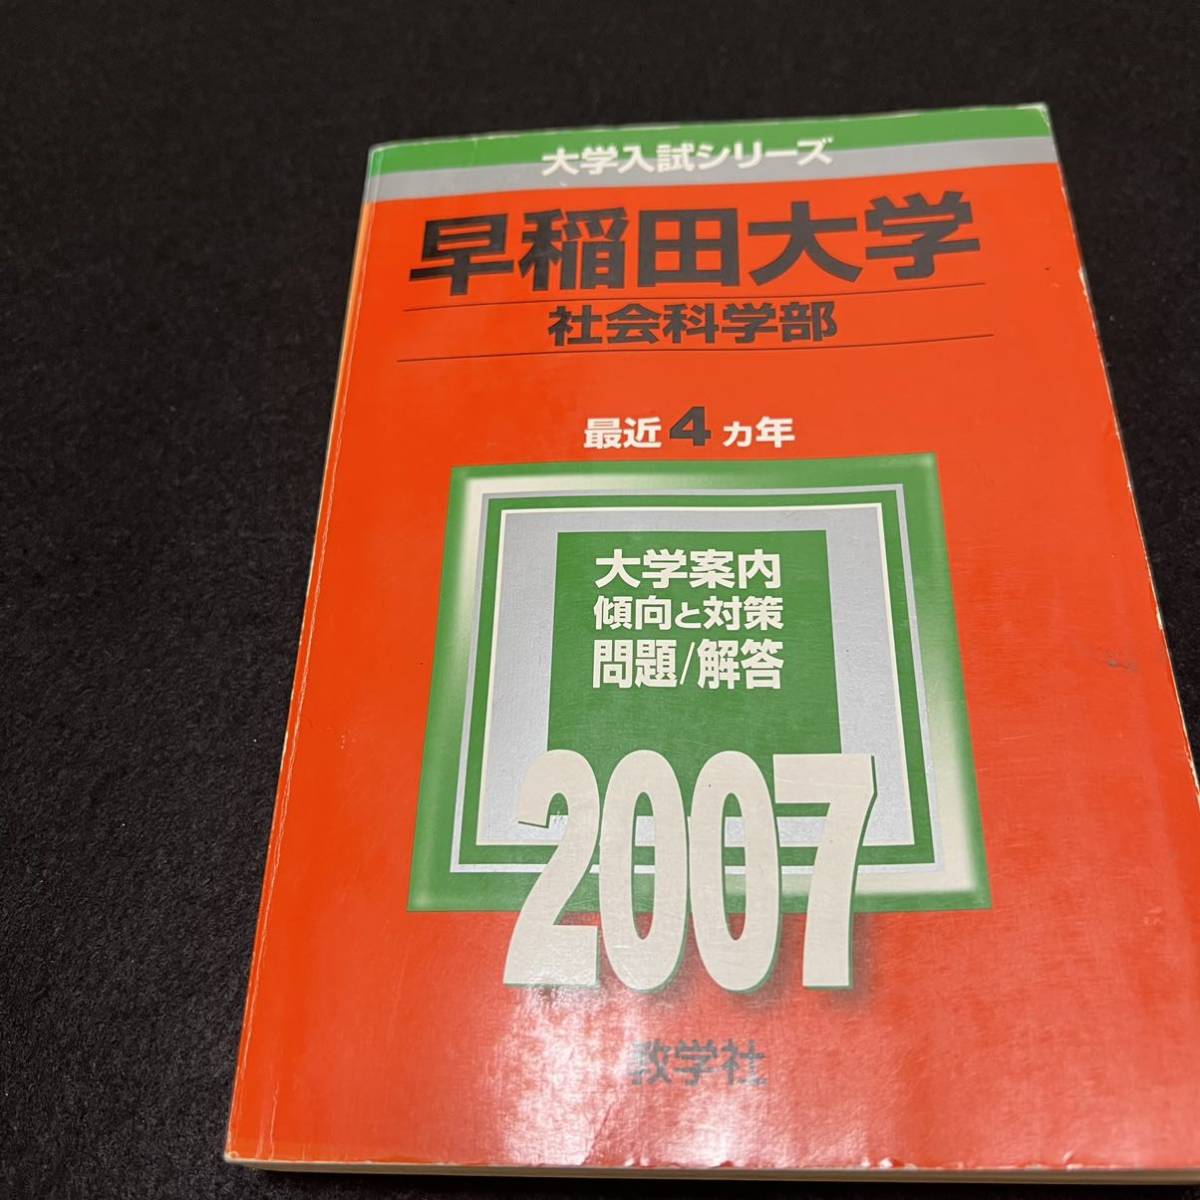 大学入試シリーズ
早稲田大学
社会科学部
最近4ヵ年
大学案内
傾向と対策
問題/解答
2007
教学社